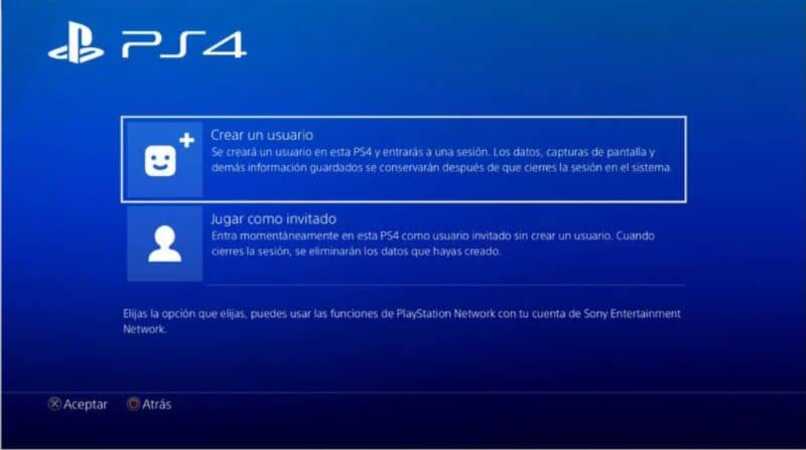 PS4
Crear un usuario
Se creará un usuario en esta PS4 y entrarás a una sesión. Los datos, capturas de pantalla y
demás información guardados se conservarán después de que cierres la sesión en el sistema.
Jugar como invitado
Entra momentáneamente en esta PS4 como usuario invitado sin crear un usuario. Cuando
cierres la sesión, se eliminarán los datos que hayas creado.
Elijas la opción que elijas, puedes usar las funciones de PlayStation Network con tu cuenta de Sony Entertainment
Network.
Aceptar Atrás